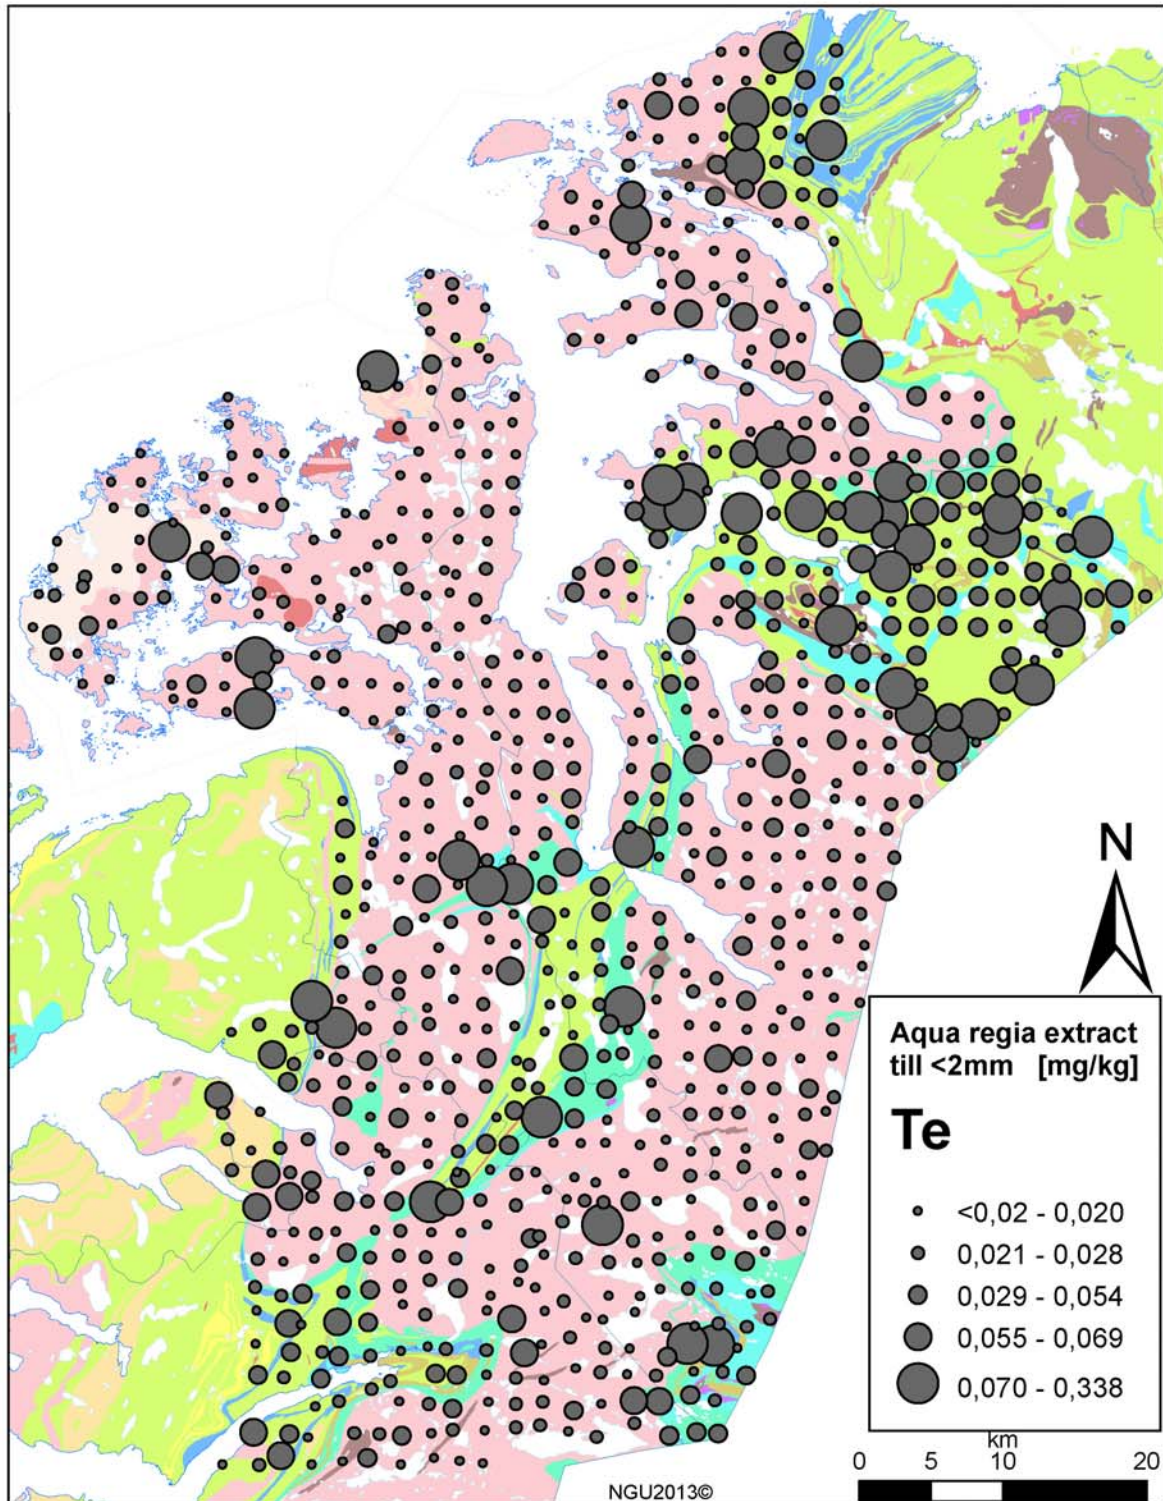 N
Aqua regia extract
till <2mm [mg/kg]
Te
<0,02 - 0,020
0,021 - 0,028
0,029 - 0,054
0,055 - 0,069
0,070 - 0,338
km
0 5 10 20
NGU2013©